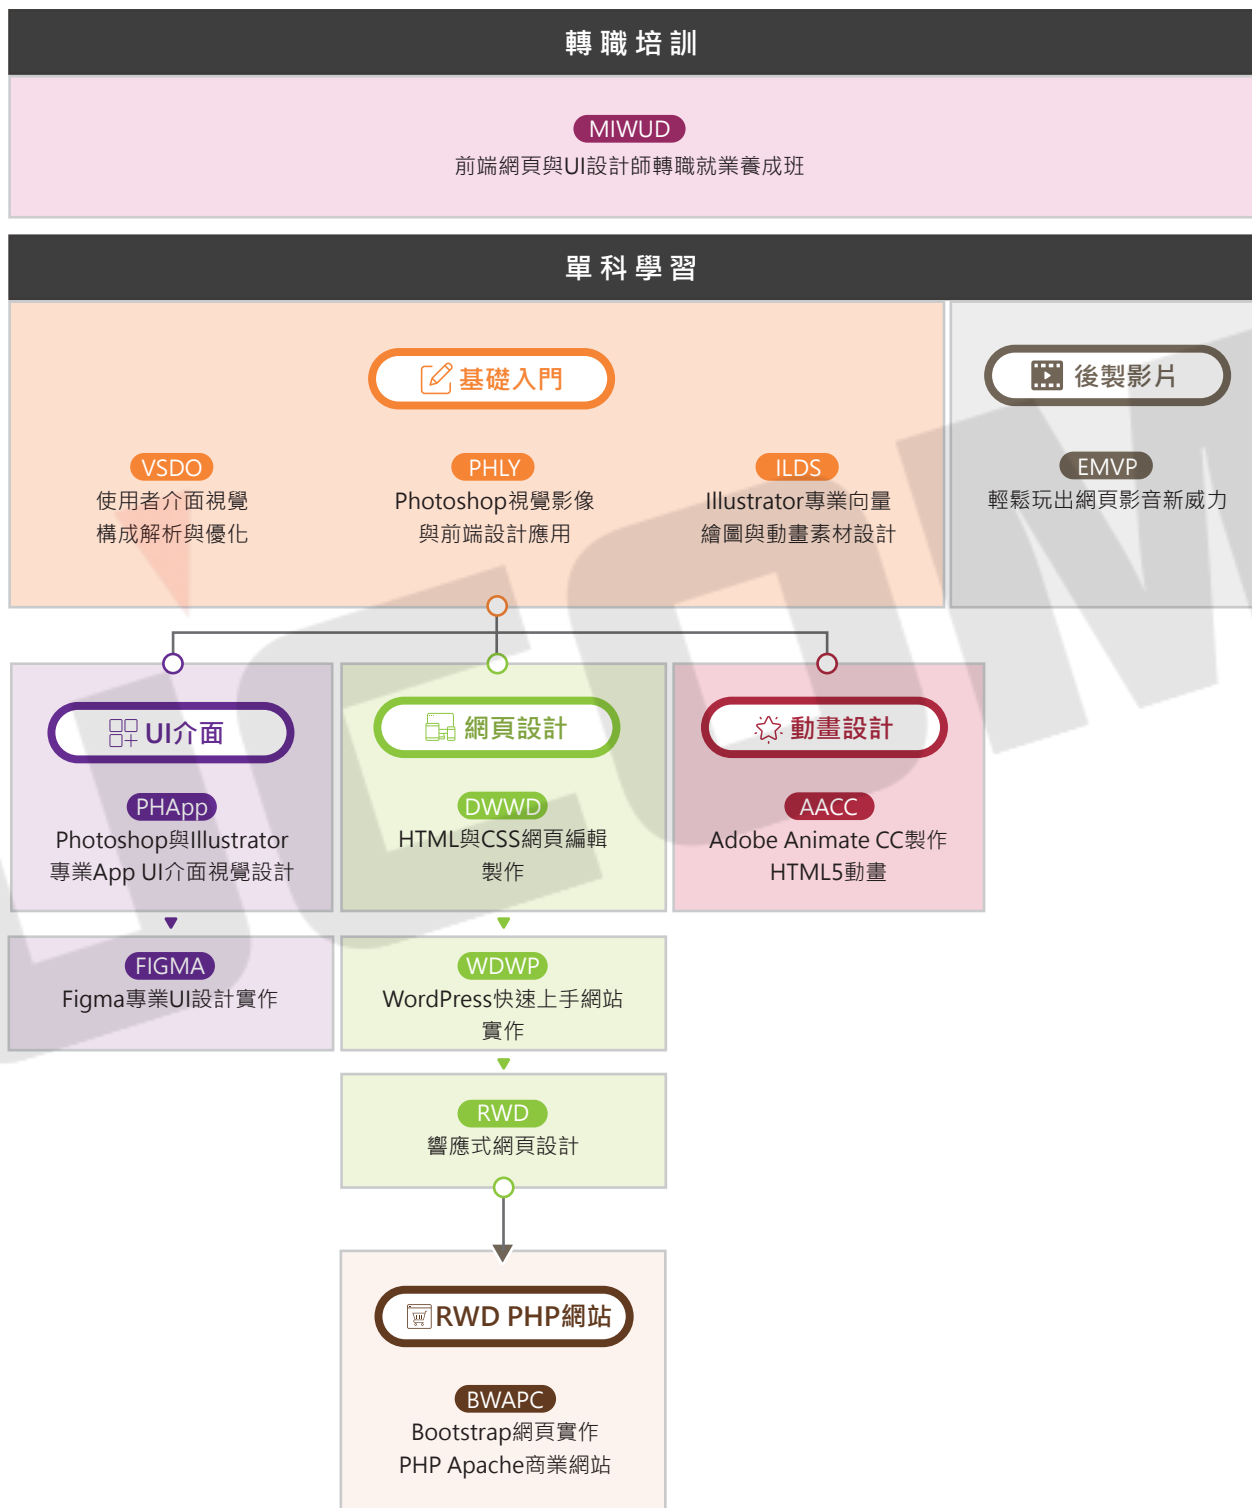 轉職培訓
MIWUD
前端網頁與UI設計師轉職就業養成班
單科學習
基礎入門
VSDO
使用者介面視覺
構成解析與優化
PHLY
Photoshop視覺影像
與前端設計應用
ILDS
Illustrator專業向量
繪圖與動畫素材設計
後製影片
EMVP
輕鬆玩出網頁影音新威力
UI介面
PHApp
Photoshop與Illustrator
專業App UI介面視覺設計
FIGMA
Figma專業UI設計實作
網頁設計
DWWD
HTML與CSS網頁編輯
製作
WDWP
WordPress快速上手網站
實作
RWD
響應式網頁設計
動畫設計
AACC
Adobe Animate CC製作
HTML5動畫
RWD PHP網站
BWAPC
Bootstrap網頁實作
PHP Apache商業網站